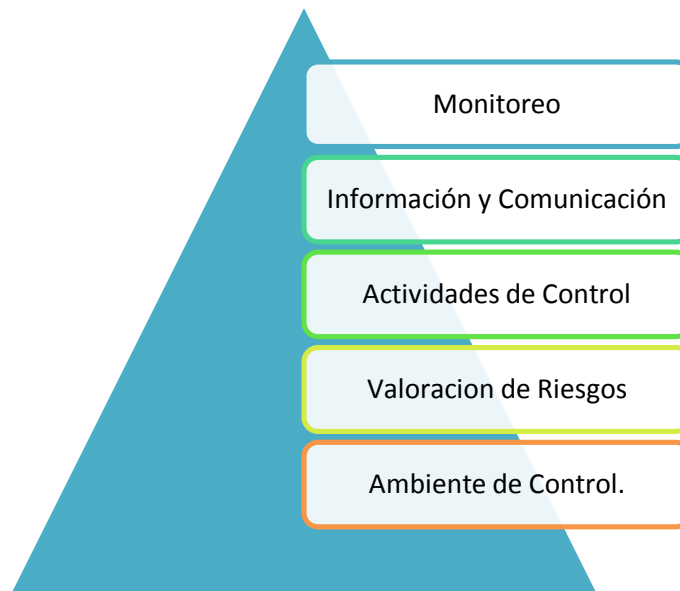 Monitoreo
Información y Comunicación
Actividades de Control
Valoracion de Riesgos
Ambiente de Control.